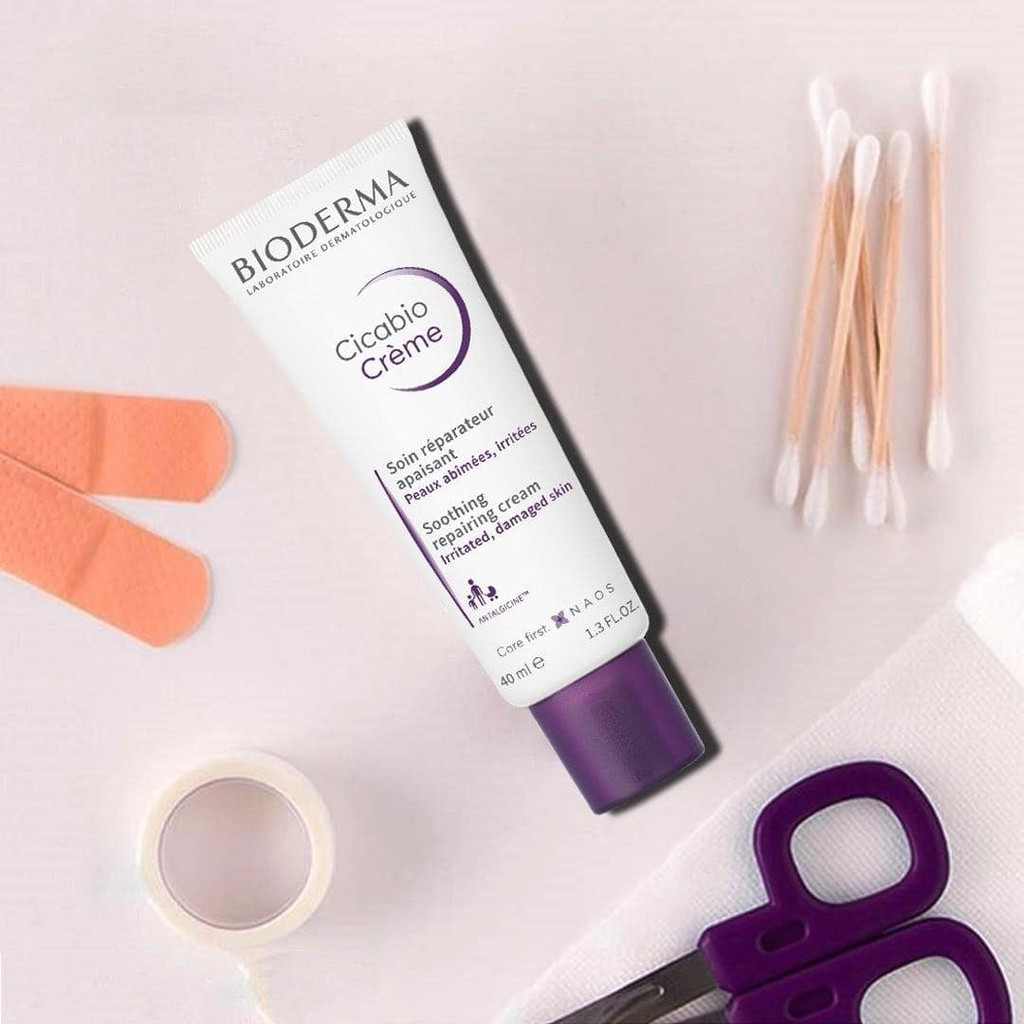 BIODERMA
LABORATOIRE DERMATOLOGIQUE
Cicabio
Crème
Soin réparateur
apaisant
Peaux abimées, irritées
Soothing
repairing cream
Irritated, damaged skin
ANTALGICINE™
Care first. NAOS
40 ml ℮ 1.3 FL.OZ.